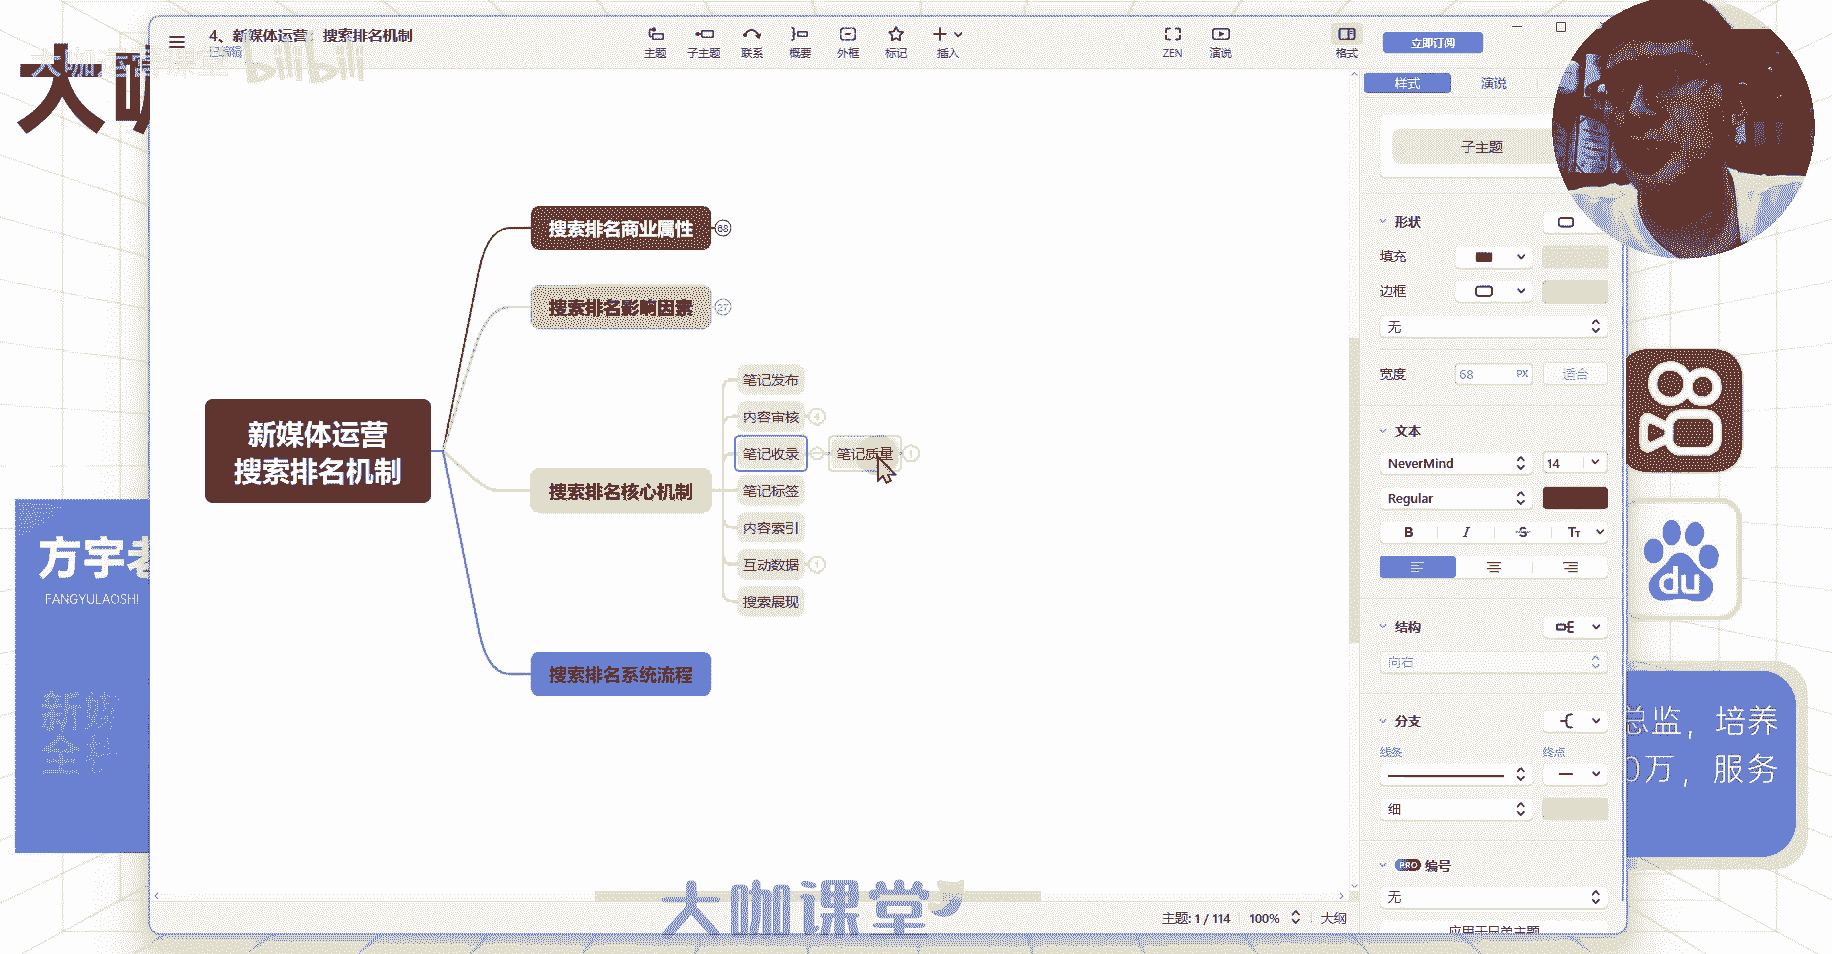 4、新媒体运营：搜索排名机制
已编辑
主题
子主题
联系
概要
外框
标记
插入
ZEN
演说
格式
立即订阅
bilibili
样式
演说
子主题
搜索排名商业属性
68
搜索排名影响因素
27
新媒体运营
搜索排名机制
搜索排名核心机制
笔记发布
内容审核
4
笔记收录
笔记质量
1
笔记标签
内容索引
互动数据
1
搜索展现
搜索排名系统流程
形状
填充
边框
无
宽度
68
PX
适合
文本
NeverMind
14
Regular
B
I
S
TT
结构
向右
分支
线条
终点
细
PRO
编号
无
应用于只单主题
主题: 1 / 114
100%
大纲
大咖课堂
方宇老
FANGYULAOSHI
du
总监，培养
0万，服务